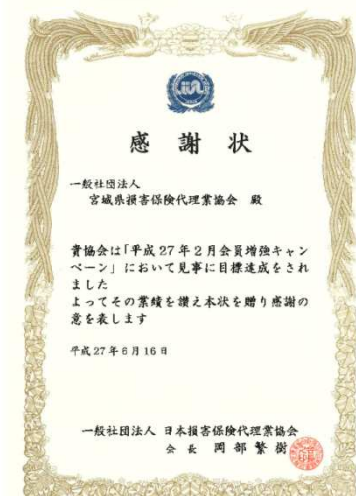 感謝状
一般社団法人
宮城県損害保険代理業協会 殿
貴協会は「平成27年2月会員増強キャン
ペーン」において見事に目標達成をされ
ました
よってその業績を讃え本状を贈り感謝の
意を表します
平成27年6月16日
一般社団法人 日本損害保険代理業協会
会長 岡部繁樹